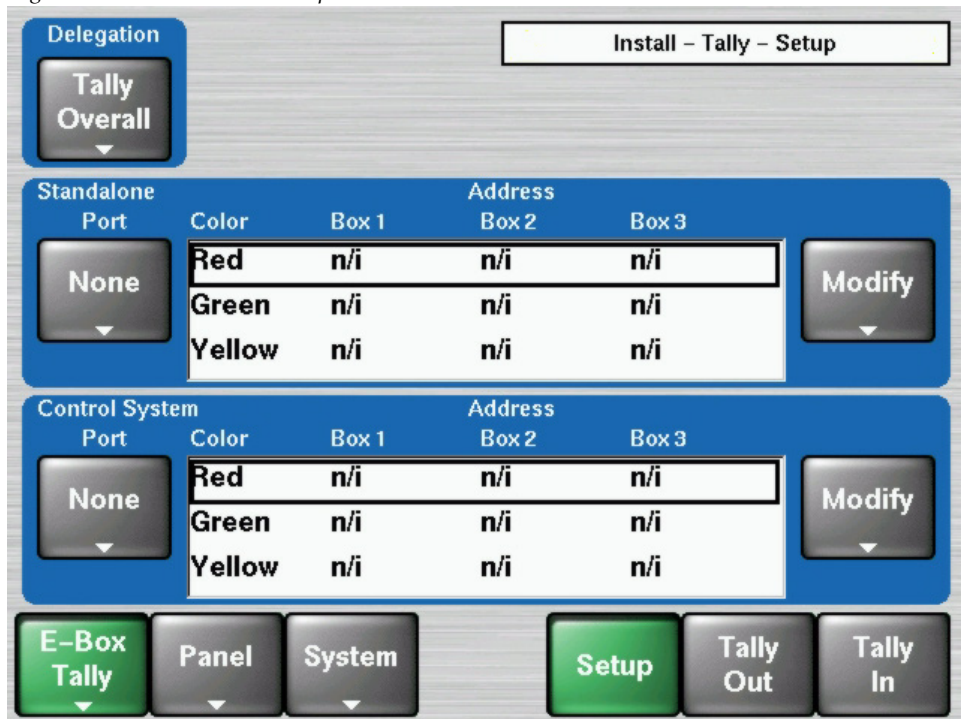 Delegation
Install – Tally – Setup
Tally
Overall
Standalone Address
Port Color Box 1 Box 2 Box 3
None
Red n/i n/i n/i
Green n/i n/i n/i
Yellow n/i n/i n/i
Modify
Control System Address
Port Color Box 1 Box 2 Box 3
None
Red n/i n/i n/i
Green n/i n/i n/i
Yellow n/i n/i n/i
Modify
E–Box
Tally
Panel
System
Setup
Tally
Out
Tally
In